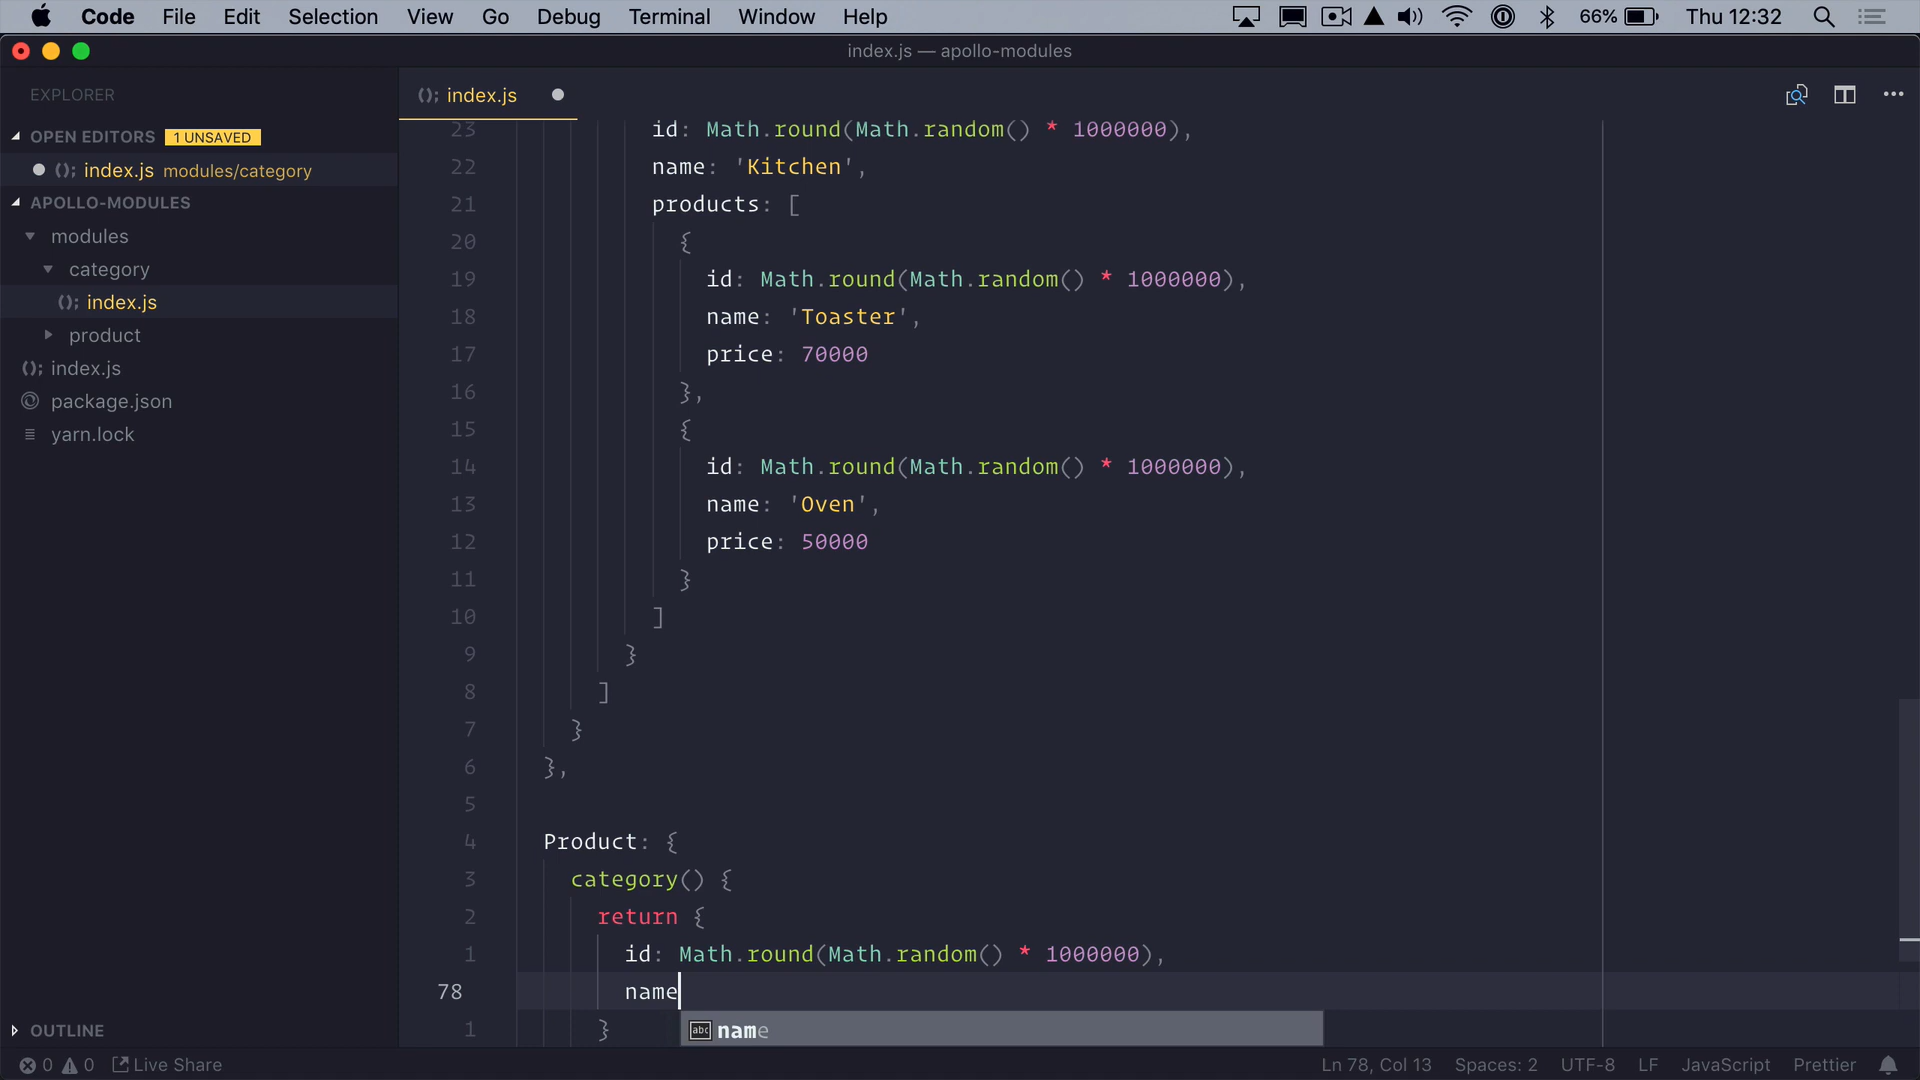 Code File Edit Selection View Go Debug Terminal Window Help 66% Thu 12:32
index.js — apollo-modules
EXPLORER
OPEN EDITORS 1 UNSAVED
index.js modules/category
APOLLO-MODULES
modules
category
index.js
product
index.js
package.json
yarn.lock
OUTLINE
index.js
23 id: Math.round(Math.random() * 1000000),
22 name: 'Kitchen',
21 products: [
20 {
19 id: Math.round(Math.random() * 1000000),
18 name: 'Toaster',
17 price: 70000
16 },
15 {
14 id: Math.round(Math.random() * 1000000),
13 name: 'Oven',
12 price: 50000
11 }
10 ]
9 }
8 ]
7 }
6 },
5
4 Product: {
3 category() {
2 return {
1 id: Math.round(Math.random() * 1000000),
78 name
1 }
abc name
0 0 Live Share Ln 78, Col 13 Spaces: 2 UTF-8 LF JavaScript Prettier